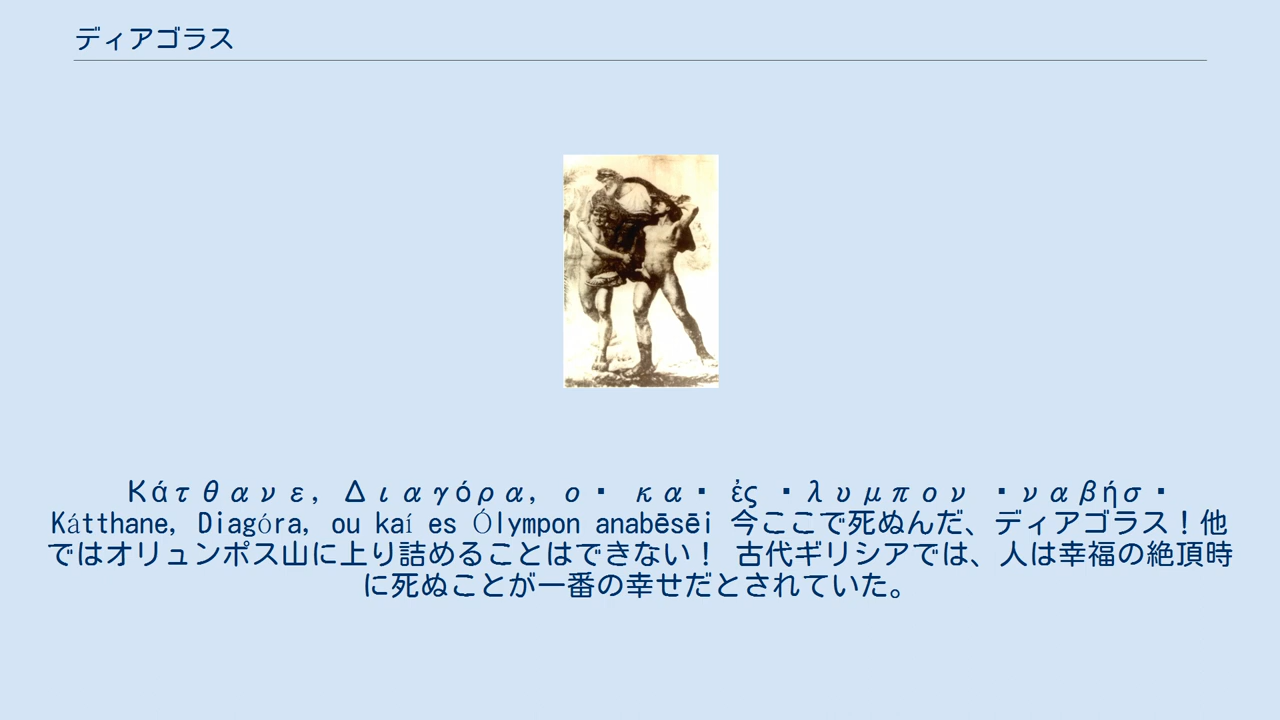 ディアゴラス
Κάτθανε, Διαγόρα, ο▪ κα▪ ἐς ▪λυμπον ▪ναβήσ▪
Kátthane, Diagóra, ou kaí es Ólympon anabēsēi 今ここで死ぬんだ、ディアゴラス！他
ではオリュンポス山に上り詰めることはできない！ 古代ギリシアでは、人は幸福の絶頂時
に死ぬことが一番の幸せだとされていた。